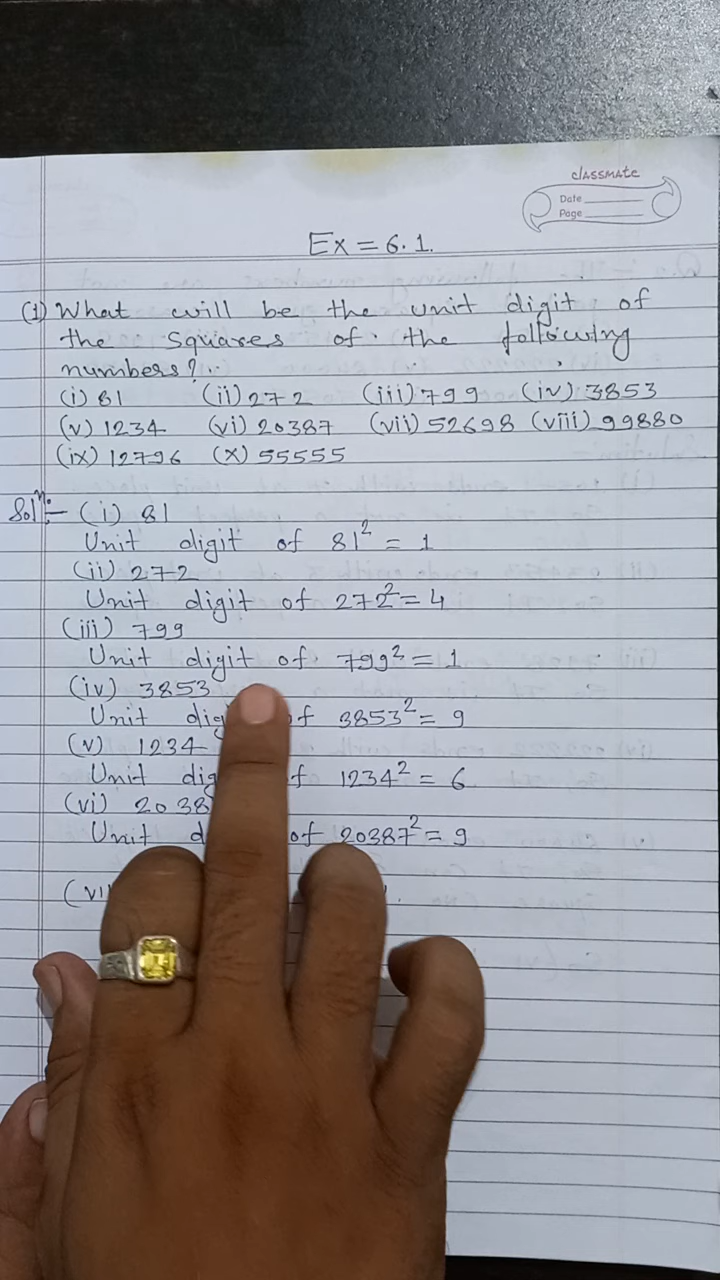 classmate
Date
Page
Ex = 6.1.
(1) What will be the unit digit of
the squares of the following
numbers?
(i) 81 (ii) 272 (iii) 799 (iv) 3853
(v) 1234 (vi) 20387 (vii) 52698 (viii) 99880
(ix) 12796 (x) 55555
Solⁿ:- (i) 81
Unit digit of 81² = 1
(ii) 272
Unit digit of 272² = 4
(iii) 799
Unit digit of 799² = 1
(iv) 3853
Unit of 3853² = 9
(v) 1234
Unit of 1234² = 6
(vi) 2038
Unit of 20387² = 9